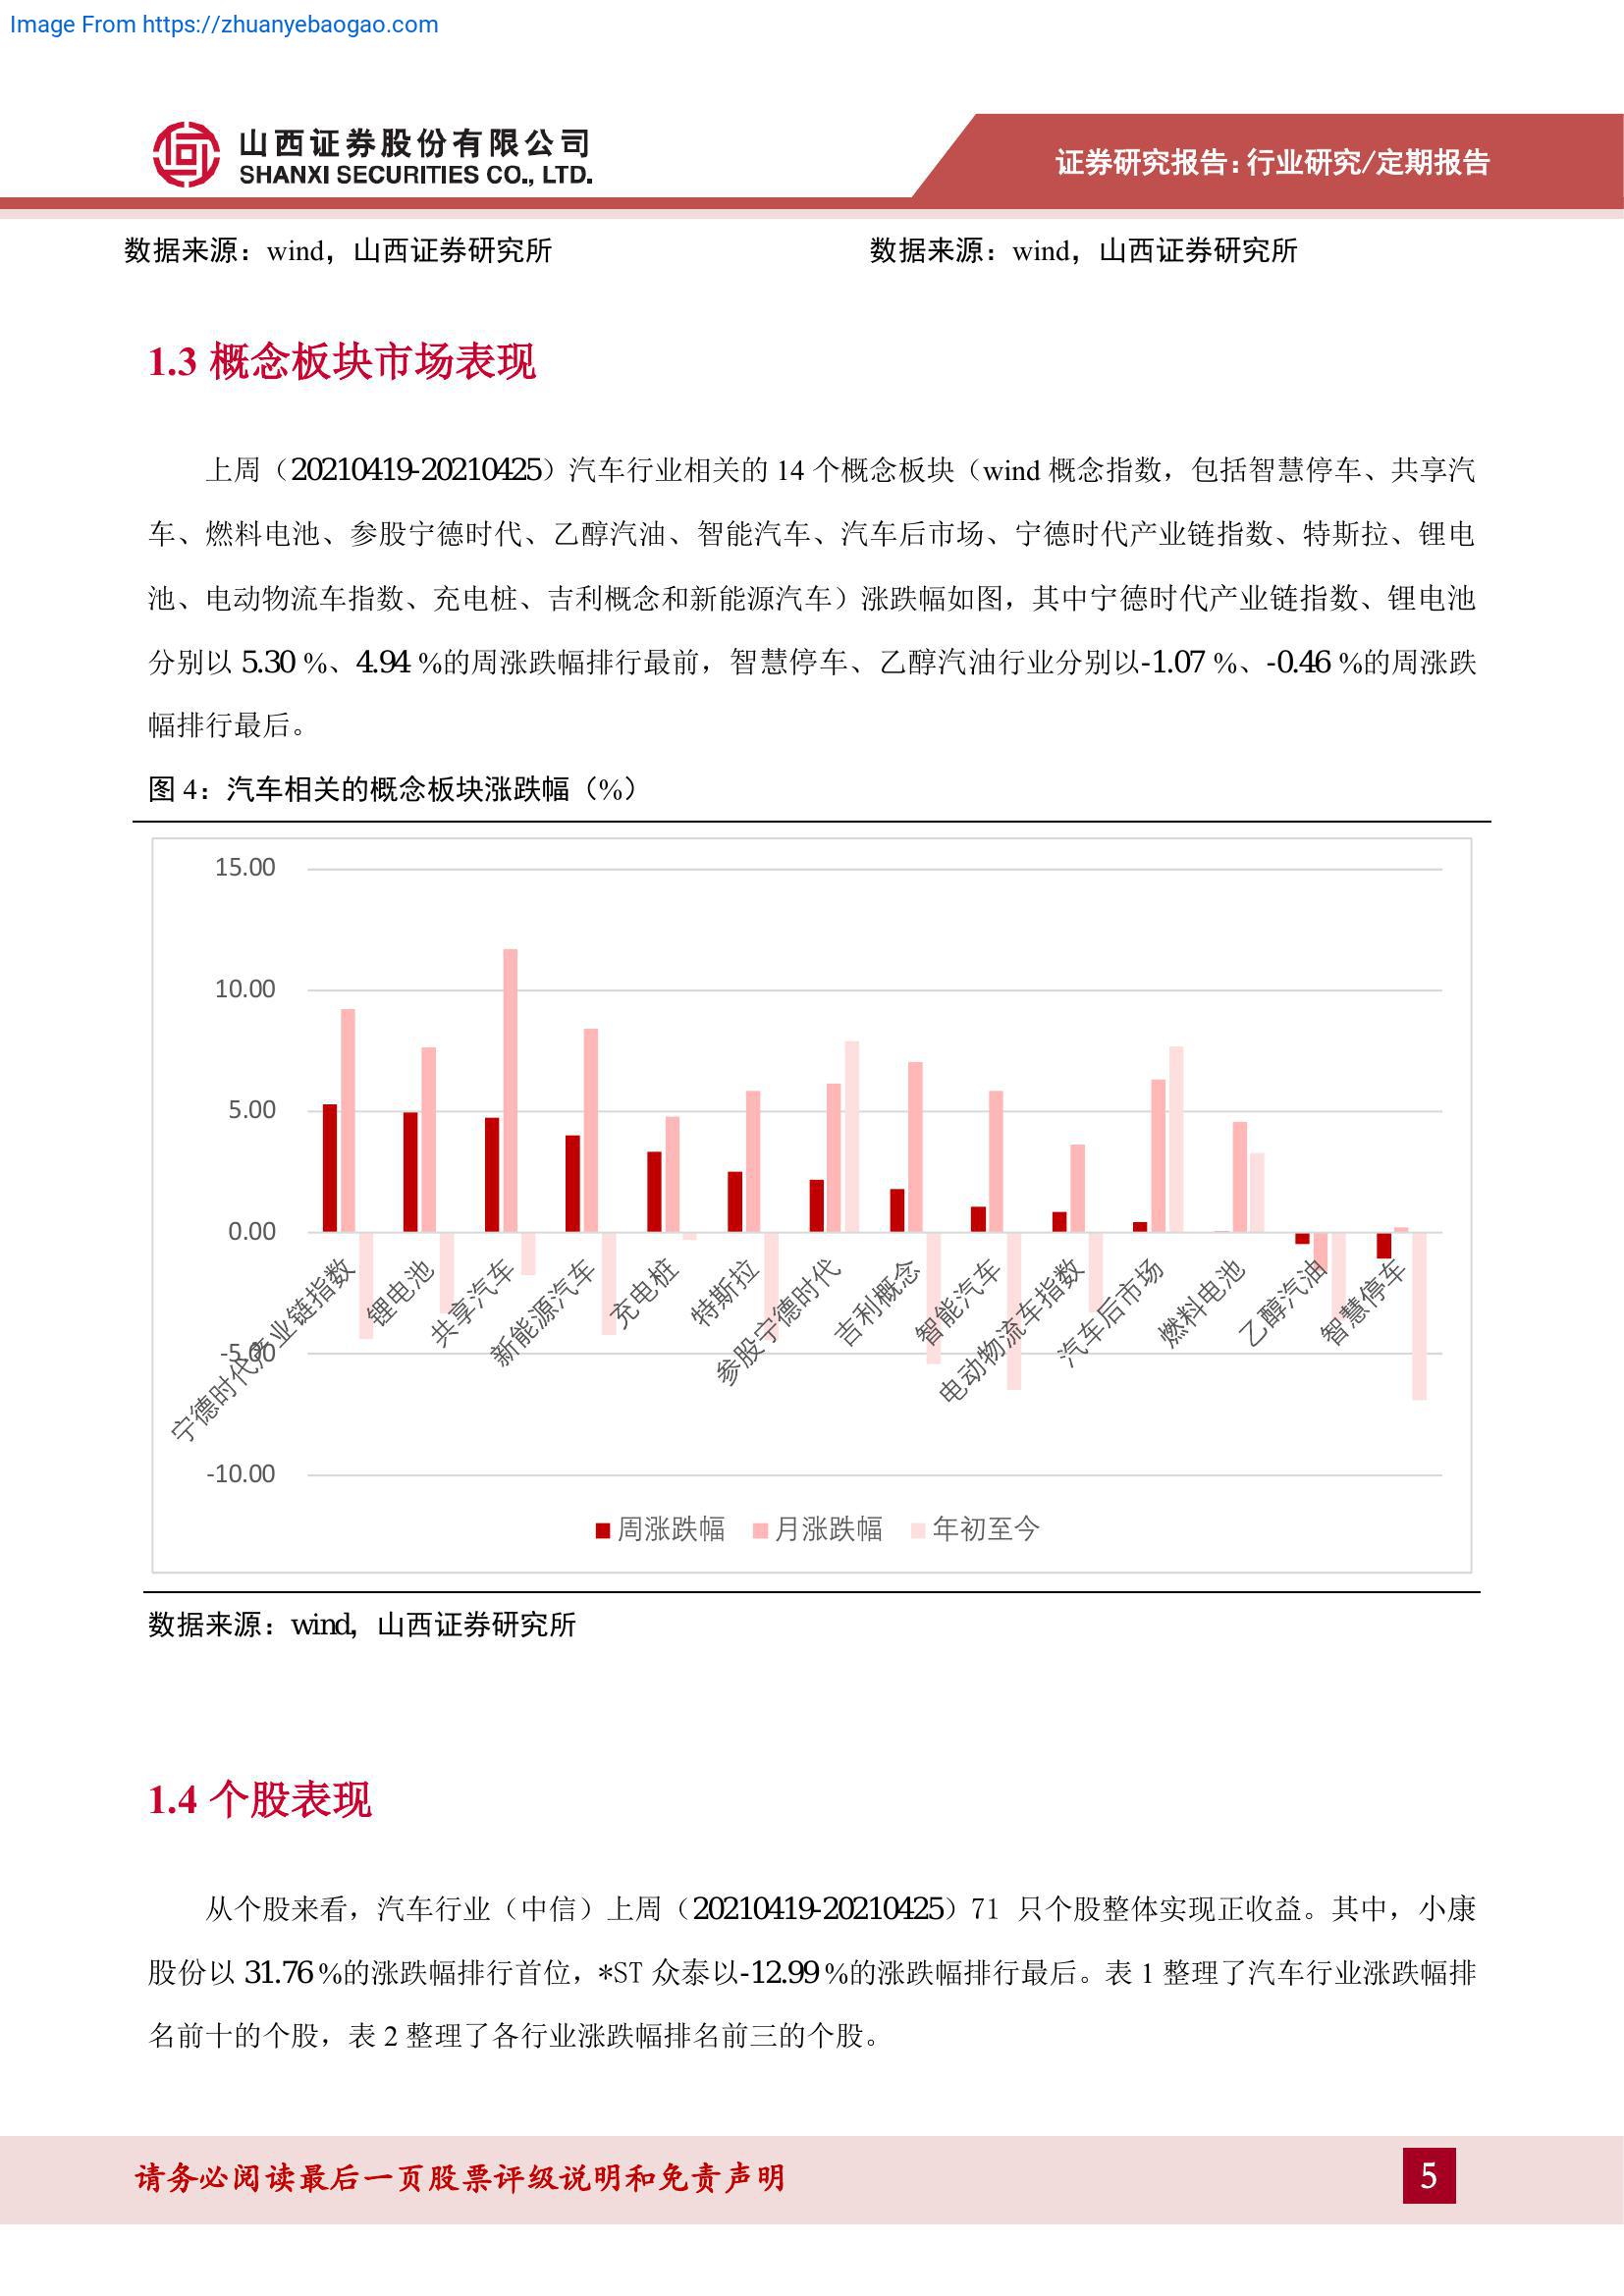 Image From https://zhuanyebaogao.com
山西证券股份有限公司
SHANXI SECURITIES CO., LTD.
证券研究报告：行业研究/定期报告
数据来源：wind，山西证券研究所
数据来源：wind，山西证券研究所
1.3 概念板块市场表现
上周（20210419-20210425）汽车行业相关的 14 个概念板块（wind 概念指数，包括智慧停车、共享汽
车、燃料电池、参股宁德时代、乙醇汽油、智能汽车、汽车后市场、宁德时代产业链指数、特斯拉、锂电
池、电动物流车指数、充电桩、吉利概念和新能源汽车）涨跌幅如图，其中宁德时代产业链指数、锂电池
分别以 5.30 %、4.94 %的周涨跌幅排行最前，智慧停车、乙醇汽油行业分别以-1.07 %、-0.46 %的周涨跌
幅排行最后。
图 4：汽车相关的概念板块涨跌幅（%）
15.00
10.00
5.00
0.00
-5.00
-10.00
宁德时代产业链指数
锂电池
共享汽车
新能源汽车
充电桩
特斯拉
参股宁德时代
吉利概念
智能汽车
电动物流车指数
汽车后市场
燃料电池
乙醇汽油
智慧停车
周涨跌幅 月涨跌幅 年初至今
数据来源：wind，山西证券研究所
1.4 个股表现
从个股来看，汽车行业（中信）上周（20210419-20210425）71 只个股整体实现正收益。其中，小康
股份以 31.76 %的涨跌幅排行首位，*ST 众泰以-12.99 %的涨跌幅排行最后。表 1 整理了汽车行业涨跌幅排
名前十的个股，表 2 整理了各行业涨跌幅排名前三的个股。
请务必阅读最后一页股票评级说明和免责声明
5